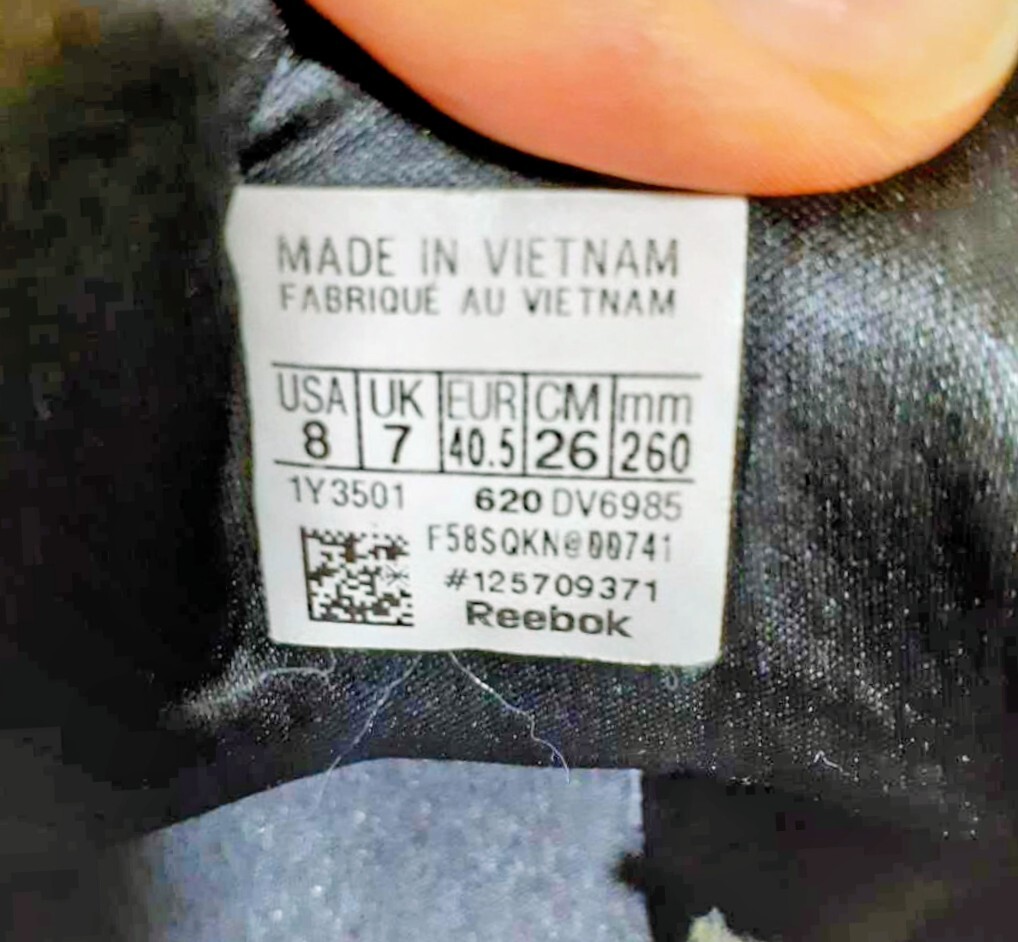 MADE IN VIETNAM
FABRIQUÉ AU VIETNAM
USA UK EUR CM mm
8 7 40.5 26 260
1Y3501 620 DV6985
F58SQKN@00741
#125709371
Reebok